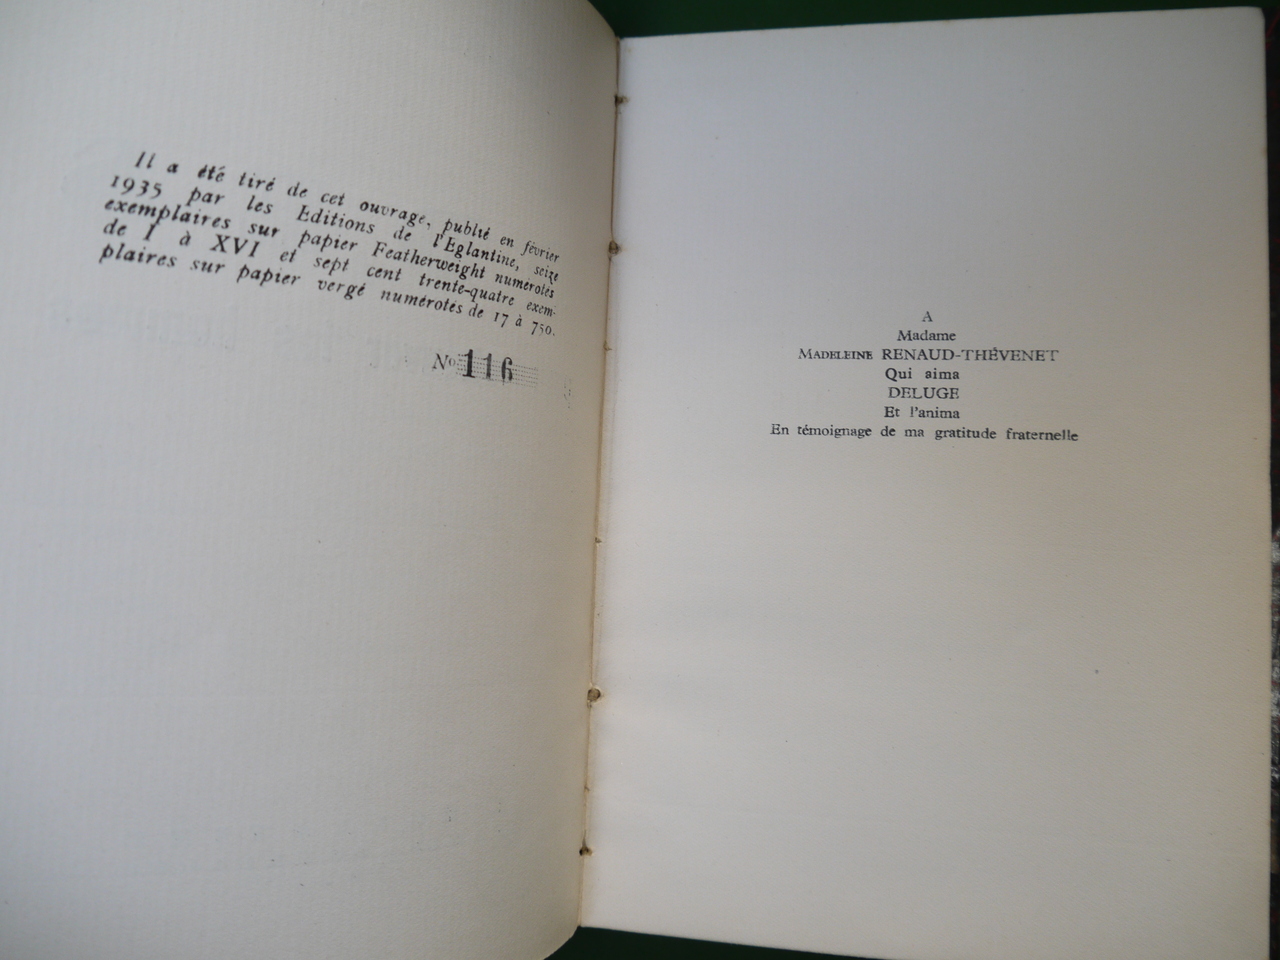 Il a été tiré de cet ouvrage, publié en février
1935 par les Editions de l'Eglantine, seize
exemplaires sur papier Featherweight numérotés
de I à XVI et sept cent trente-quatre exem-
plaires sur papier vergé numérotés de 17 à 750.
No 116
A
Madame
MADELEINE RENAUD-THÉVENET
Qui aima
DELUGE
Et l'anima
En témoignage de ma gratitude fraternelle